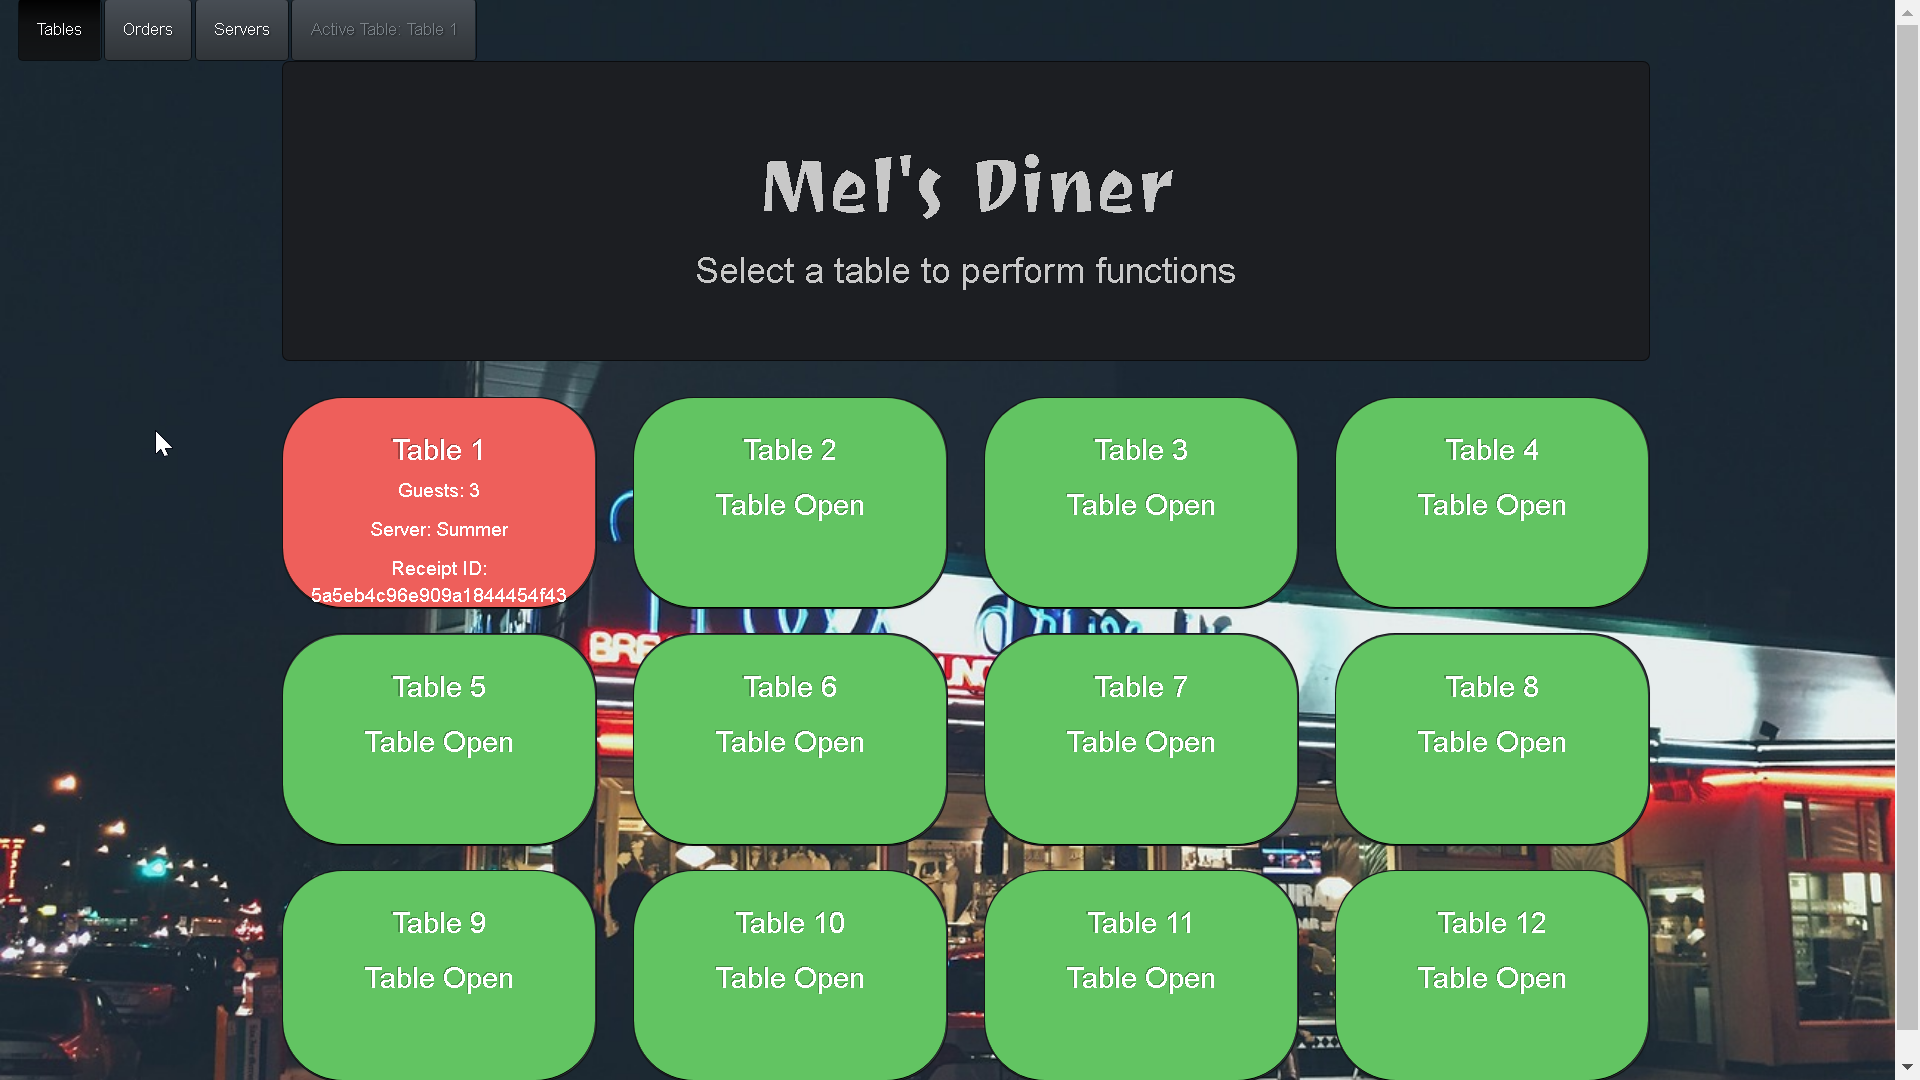 Tables
Orders
Servers
Active Table: Table 1
Mel's Diner
Select a table to perform functions
Table 1
Guests: 3
Server: Summer
Receipt ID:
5a5eb4c96e909a1844454f43
Table 2
Table Open
Table 3
Table Open
Table 4
Table Open
Table 5
Table Open
Table 6
Table Open
Table 7
Table Open
Table 8
Table Open
Table 9
Table Open
Table 10
Table Open
Table 11
Table Open
Table 12
Table Open